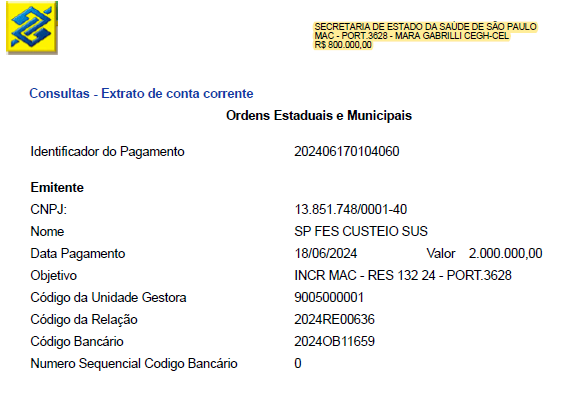 SECRETARIA DE ESTADO DA SAÚDE DE SÃO PAULO
MAC - PORT.3628 - MARA GABRILLI CEGH-CEL
R$ 800.000,00
Consultas - Extrato de conta corrente
Ordens Estaduais e Municipais
Identificador do Pagamento 202406170104060
Emitente
CNPJ: 13.851.748/0001-40
Nome SP FES CUSTEIO SUS
Data Pagamento 18/06/2024 Valor 2.000.000,00
Objetivo INCR MAC - RES 132 24 - PORT.3628
Código da Unidade Gestora 9005000001
Código da Relação 2024RE00636
Código Bancário 2024OB11659
Numero Sequencial Codigo Bancário 0